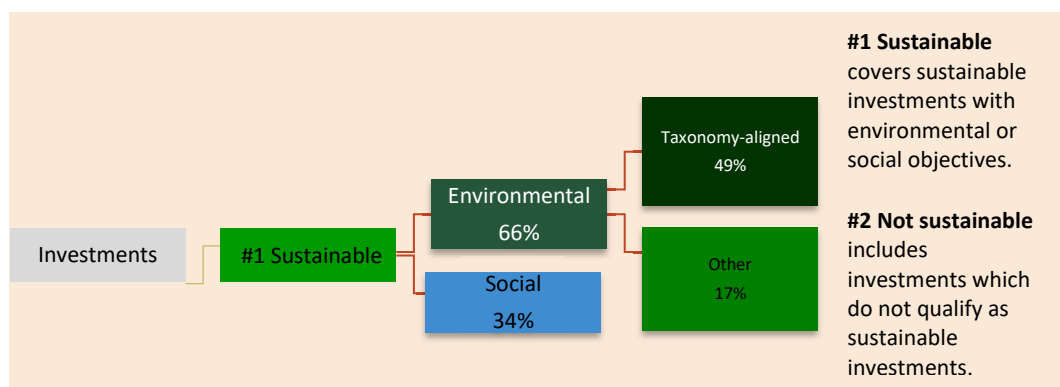 Investments
#1 Sustainable
Environmental
66%
Social
34%
Taxonomy-aligned
49%
Other
17%
#1 Sustainable
covers sustainable
investments with
environmental or
social objectives.
#2 Not sustainable
includes
investments which
do not qualify as
sustainable
investments.